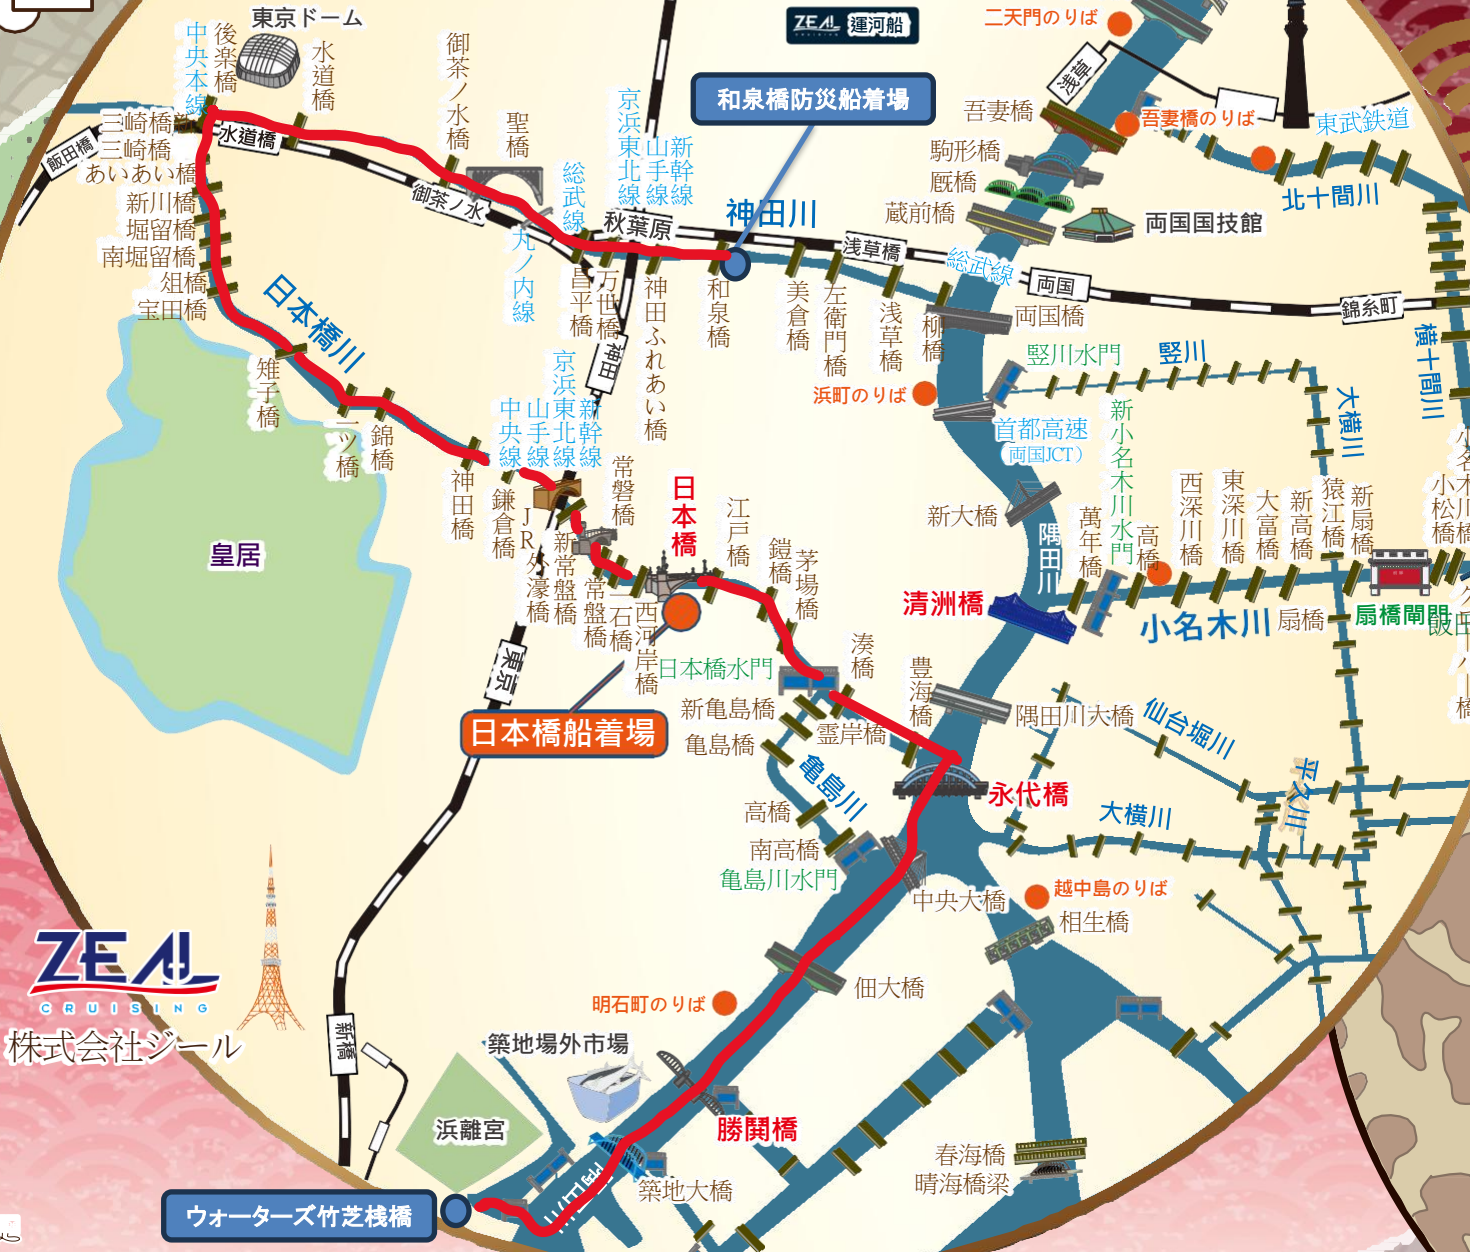 東京ドーム
中央本線
後楽橋
水道橋
御茶ノ水橋
聖橋
ZEAL
運河船
和泉橋防災船着場
二天門のりば
浅草
吾妻橋
吾妻橋のりば
東武鉄道
駒形橋
厩橋
蔵前橋
両国国技館
北十間川
三崎橋
あいあい橋
新川橋
堀留橋
南堀留橋
俎橋
宝田橋
飯田橋
水道橋
御茶ノ水
総武線
丸ノ内線
京浜東北線
山手線
新幹線
秋葉原
神田川
浅草橋
総武線
両国
錦糸町
昌平橋
万世橋
神田ふれあい橋
和泉橋
美倉橋
左衛門橋
浅草橋
柳橋
両国橋
日本橋川
雉子橋
一ツ橋
錦橋
神田橋
鎌倉橋
JR外濠橋
新常盤橋
常盤橋
一石橋
西河岸橋
神田
中央線
山手線
京浜東北線
新幹線
常磐橋
日本橋
江戸橋
鎧橋
茅場橋
浜町のりば
竪川水門
竪川
首都高速
(両国JCT)
新小名木川水門
大横川
横十間川
新大橋
隅田川
萬年橋
高橋
西深川橋
東深川橋
大富橋
新高橋
猿江橋
新扇橋
小松橋
小名木川橋
清洲橋
小名木川
扇橋
扇橋閘門
皇居
東京
日本橋船着場
日本橋水門
湊橋
豊海橋
新亀島橋
亀島橋
霊岸橋
亀島川
高橋
南高橋
亀島川水門
隅田川大橋
永代橋
仙台堀川
平久川
大横川
中央大橋
越中島のりば
相生橋
佃大橋
明石町のりば
ZEAL
CRUISING
株式会社ジール
新橋
築地場外市場
浜離宮
勝鬨橋
築地大橋
春海橋
晴海橋梁
ウォーターズ竹芝桟橋